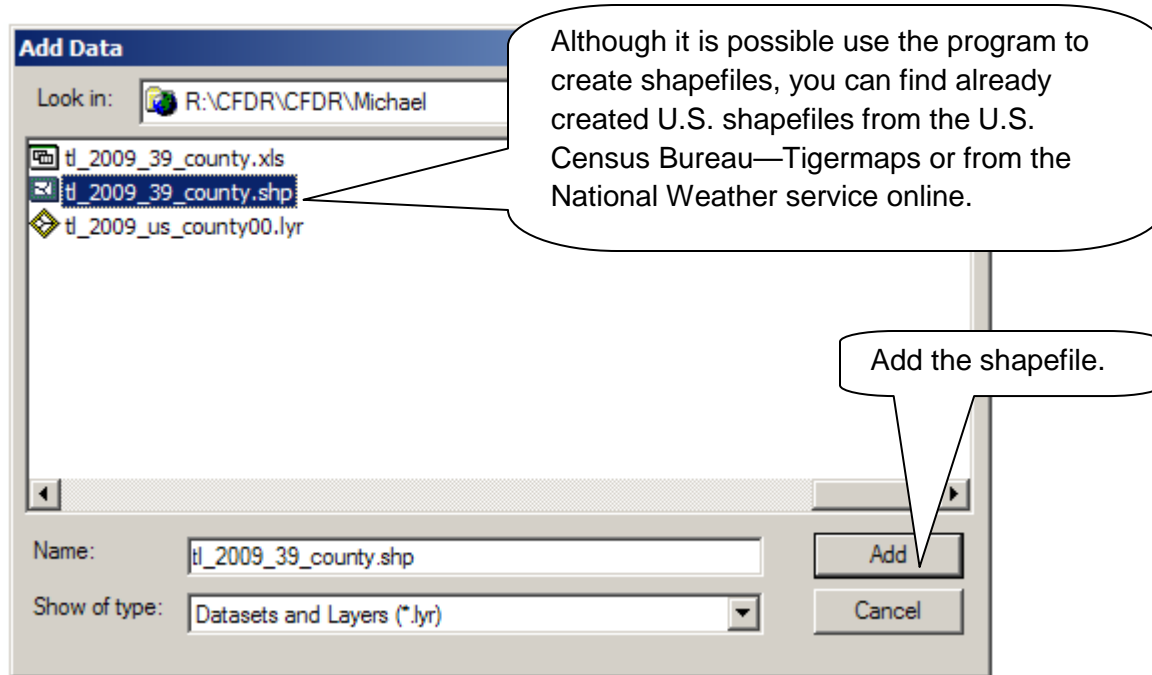 Add Data
Although it is possible use the program to
create shapefiles, you can find already
created U.S. shapefiles from the U.S.
Census Bureau—Tigermaps or from the
National Weather service online.
Look in: R:\CFDR\CFDR\Michael
tl_2009_39_county.xls
tl_2009_39_county.shp
tl_2009_us_county00.lyr
Add the shapefile.
Name: tl_2009_39_county.shp
Add
Show of type: Datasets and Layers (*.lyr)
Cancel